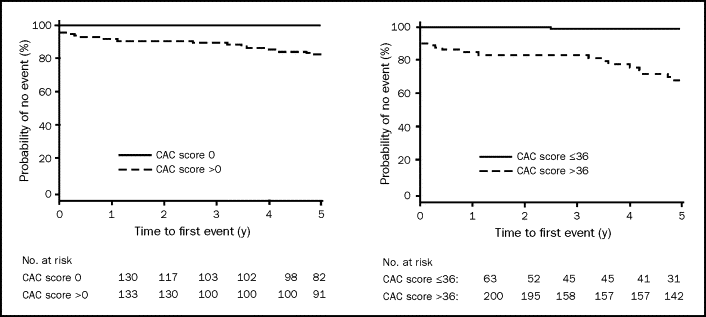 Probability of no event (%)
100
80
60
40
20
0
CAC score 0
CAC score >0
0 1 2 3 4 5
Time to first event (y)
No. at risk
CAC score 0 130 117 103 102 98 82
CAC score >0 133 130 100 100 100 91
Probability of no event (%)
100
80
60
40
20
0
CAC score ≤36
CAC score >36
0 1 2 3 4 5
Time to first event (y)
No. at risk
CAC score ≤36: 63 52 45 45 41 31
CAC score >36: 200 195 158 157 157 142